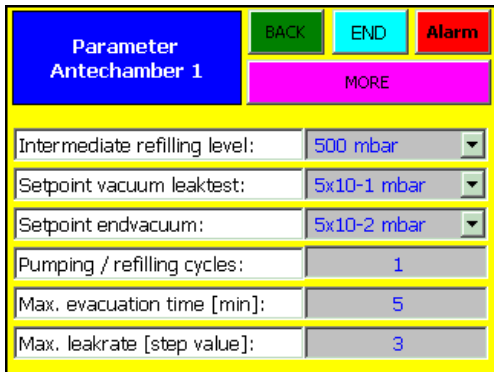 Parameter
Antechamber 1
BACK
END
Alarm
MORE
Intermediate refilling level:
500 mbar
Setpoint vacuum leaktest:
5x10-1 mbar
Setpoint endvacuum:
5x10-2 mbar
Pumping / refilling cycles:
1
Max. evacuation time [min]:
5
Max. leakrate [step value]:
3